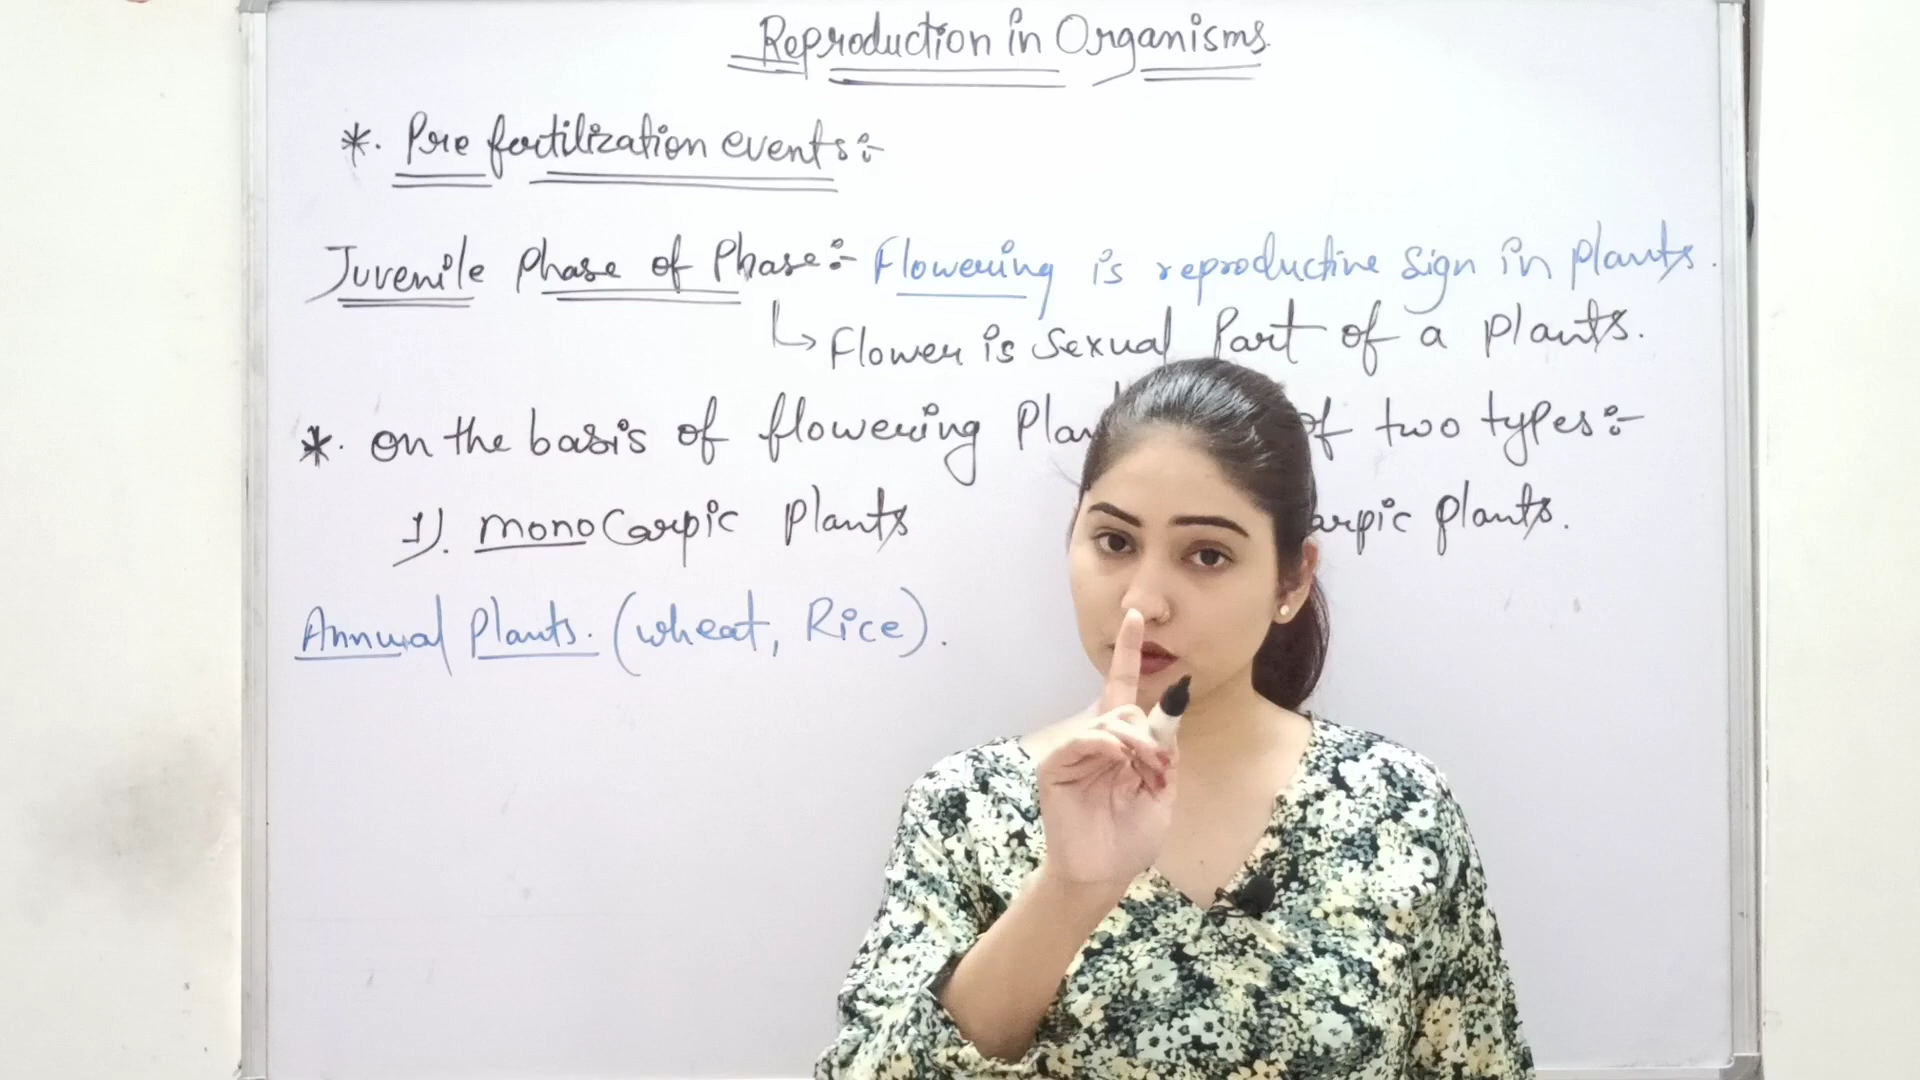 Reproduction in Organisms.
*. Pre fertilization events:-
Juvenile Phase of Phase:- Flowering is reproductive Sign in plants.
↳ Flower is sexual Part of a plants.
*. on the basis of flowering of two types:-
1). monocarpic plants plants.
Annual Plants. (wheat, Rice).